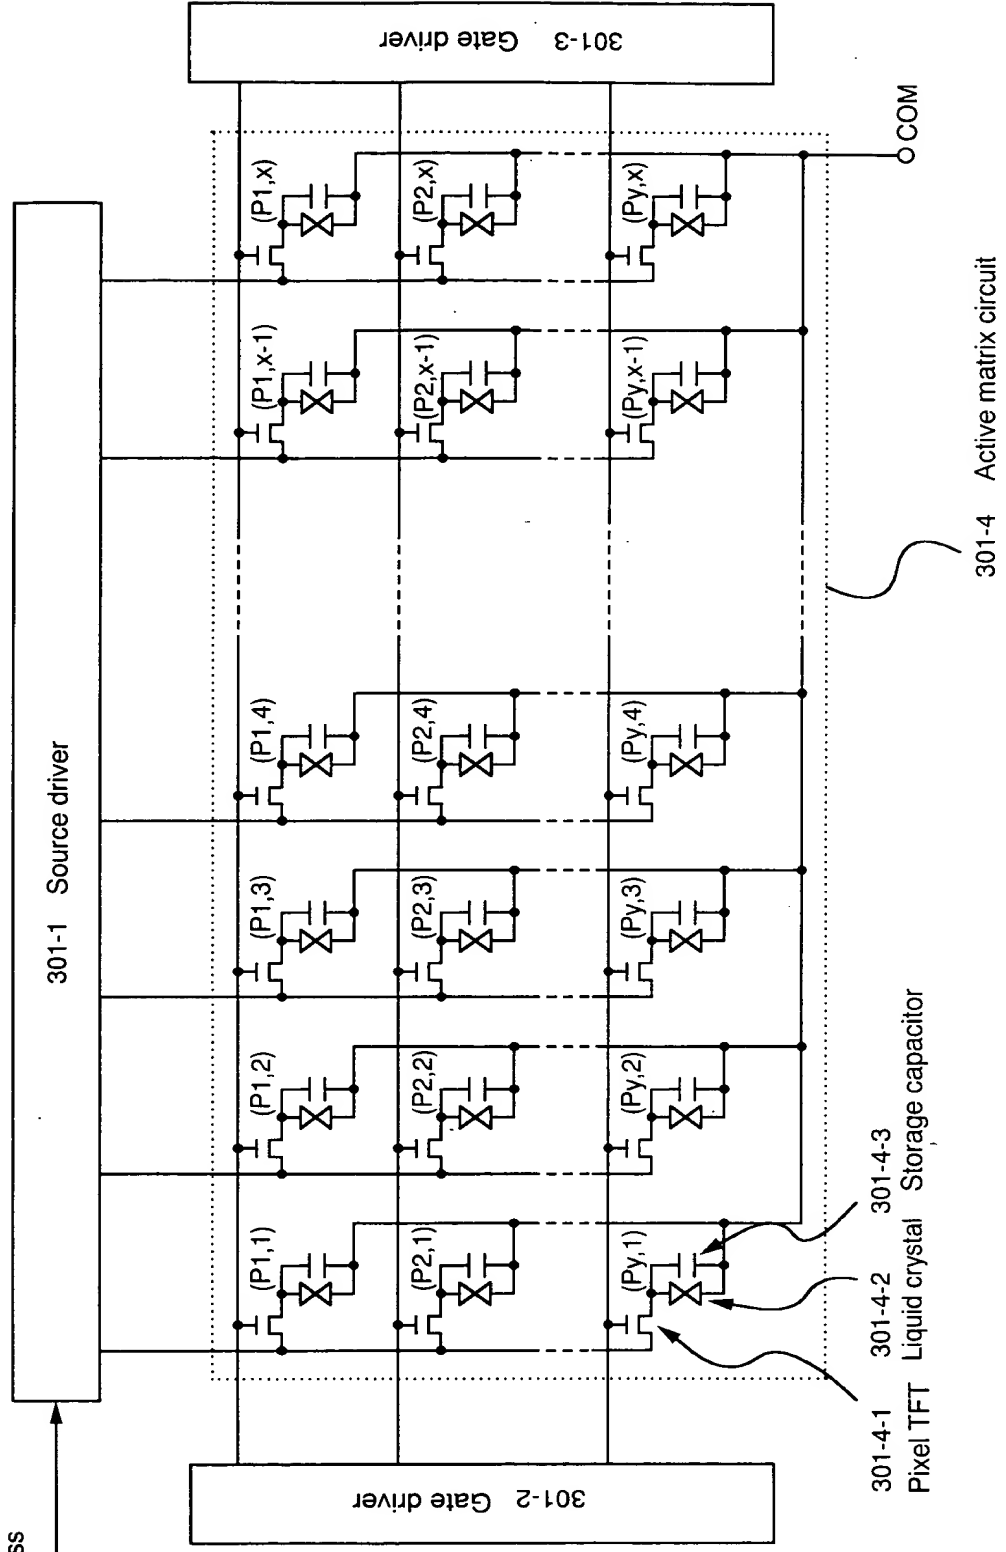 301-1 Source driver
301-2 Gate driver
301-3 Gate driver
(P1,1)
(P1,2)
(P1,3)
(P1,4)
(P1,x-1)
(P1,x)
(P2,1)
(P2,2)
(P2,3)
(P2,4)
(P2,x-1)
(P2,x)
(Py,1)
(Py,2)
(Py,3)
(Py,4)
(Py,x-1)
(Py,x)
COM
301-4-1
Pixel TFT
301-4-2
Liquid crystal
301-4-3
Storage capacitor
301-4 Active matrix circuit